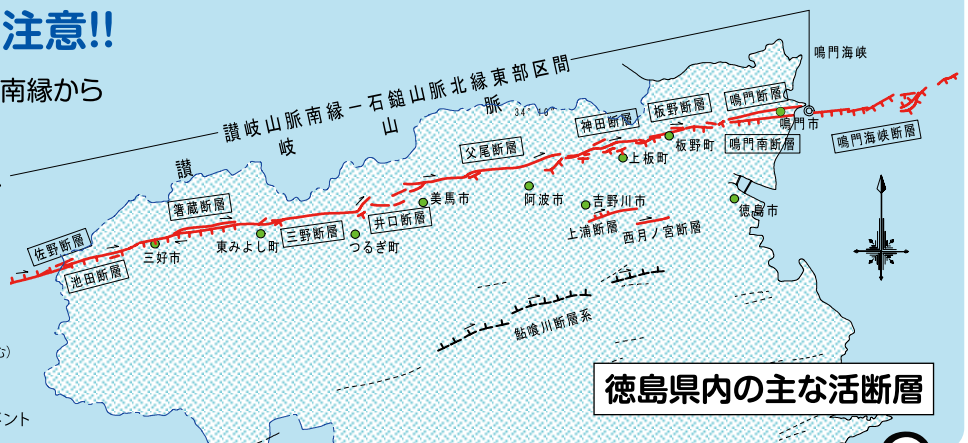 注意!!
南縁から
讃岐山脈南縁－石鎚山脈北縁東部区間
鳴門海峡
讃岐山脈
34°10'
鳴門断層
板野断層
神田断層
鳴門市
鳴門海峡断層
鳴門南断層
板野町
上板町
父尾断層
美馬市
阿波市
吉野川市
徳島市
箸蔵断層
井口断層
上浦断層
西月ノ宮断層
佐野断層
三好市
東みよし町
三野断層
つるぎ町
池田断層
鮎喰川断層系
む)
徳島県内の主な活断層
ント